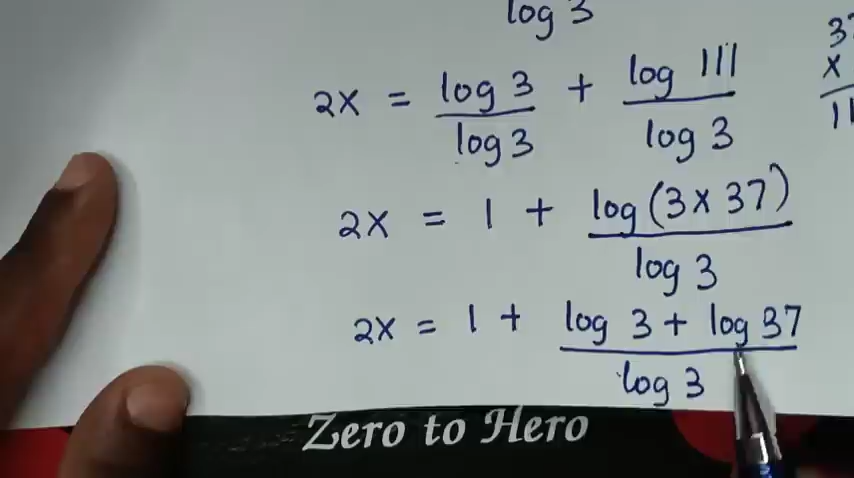 log 3
2x = log 3 / log 3 + log 111 / log 3
2x = 1 + log (3 x 37) / log 3
2x = 1 + log 3 + log 37 / log 3
x
Zero to Hero